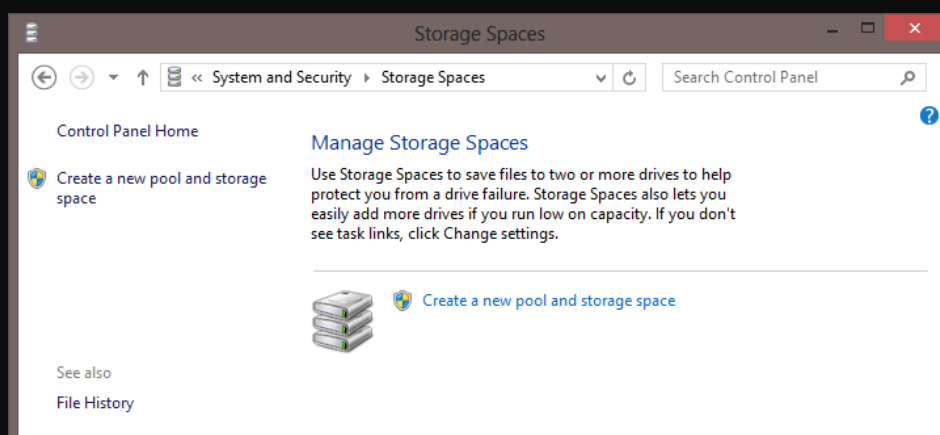 Storage Spaces
« System and Security Storage Spaces
Search Control Panel
Control Panel Home
Create a new pool and storage
space
Manage Storage Spaces
Use Storage Spaces to save files to two or more drives to help
protect you from a drive failure. Storage Spaces also lets you
easily add more drives if you run low on capacity. If you don't
see task links, click Change settings.
Create a new pool and storage space
See also
File History